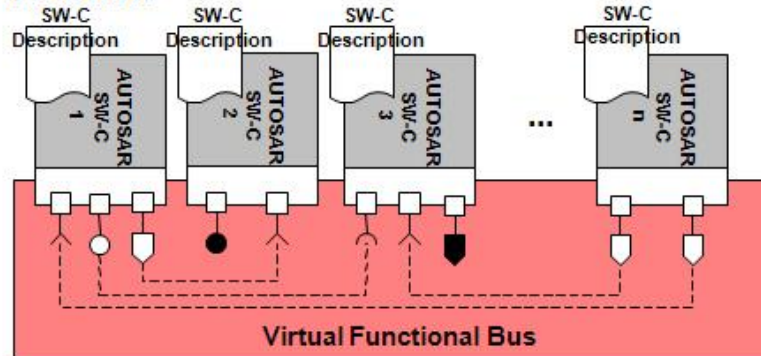 SW-C
Description
SW-C
Description
SW-C
Description
SW-C
Description
AUTOSAR
SW-C
1
AUTOSAR
SW-C
2
AUTOSAR
SW-C
3
...
AUTOSAR
SW-C
n
Virtual Functional Bus